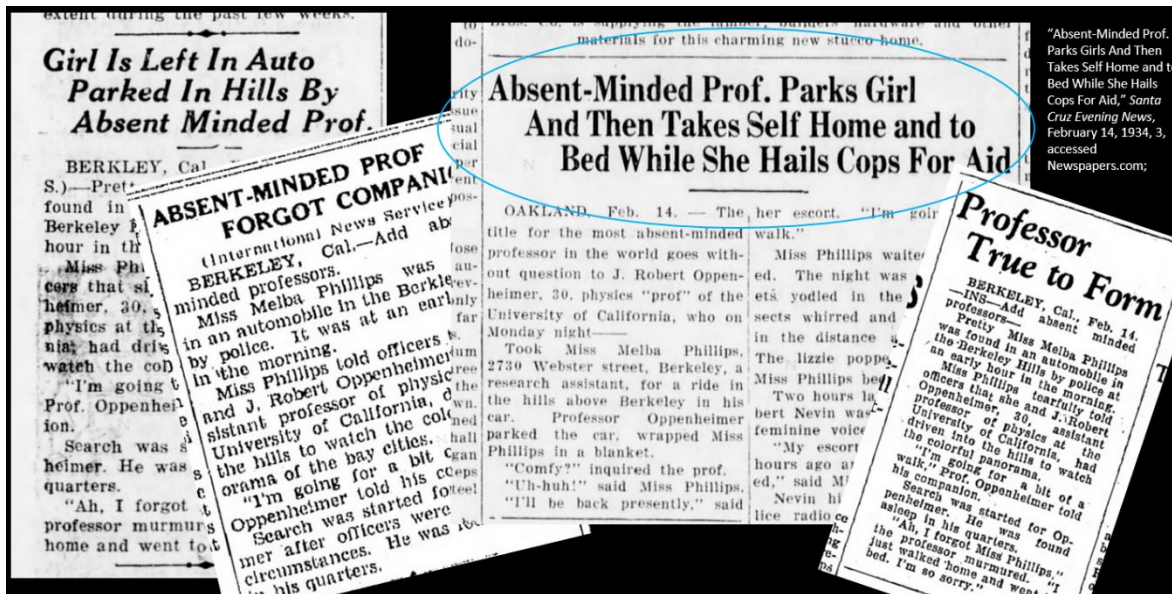 extent during the past few weeks.
Girl Is Left In Auto
Parked In Hills By
Absent Minded Prof.
BERKLEY, Cal
S.)—Prett
found in
Berkeley
hour in th
Miss Phi
cers that s
heimer, 30,
physics at th
nia, had driv
watch the col
"I'm going t
Prof. Oppenhei
ion.
Search was s
heimer. He was
quarters.
"Ah, I forgot
professor murmur
home and went to
ABSENT-MINDED PROF
FORGOT COMPANI
(International News Service)
BERKELEY, Cal.—Add abs
minded professors.
Miss Melba Phillips was
in an automobile in the Berkle
by police. It was at an earl
in the morning.
Miss Phillips told officers
and J. Robert Oppenheimer
sistant professor of physic
University of California, d
the hills to watch the colo
orama of the bay cities.
"I'm going for a bit o
Oppenheimer told his co
Search was started fo
mer after officers were
circumstances. He was
in his quarters.
Co. is supplying the lumber, builders' hardware and other
materials for this charming new stucco home.
Absent-Minded Prof. Parks Girl
And Then Takes Self Home and to
Bed While She Hails Cops For Aid
OAKLAND, Feb. 14. — The
title for the most absent-minded
professor in the world goes with-
out question to J. Robert Oppen-
heimer, 30, physics "prof" of the
University of California, who on
Monday night——
Took Miss Melba Phillips,
2730 Webster street, Berkeley, a
research assistant, for a ride in
the hills above Berkeley in his
car. Professor Oppenheimer
parked the car, wrapped Miss
Phillips in a blanket.
"Comfy?" inquired the prof.
"Uh-huh!" said Miss Phillips.
"I'll be back presently," said
her escort. "I'm goin
walk."
Miss Phillips waite
ed. The night was
ets yodled in the
sects whirred and
in the distance
The lizzie poppe
Miss Phillips be
Two hours la
bert Nevin was
feminine voice
"My escort
hours ago a
ed," said M
Nevin hi
lice radio
"Absent-Minded Prof.
Parks Girls And Then
Takes Self Home and to
Bed While She Hails
Cops For Aid," Santa
Cruz Evening News,
February 14, 1934, 3,
accessed
Newspapers.com;
Professor
True to Form
BERKELEY, Cal., Feb. 14.
—INS—Add absent minded
professors—
Pretty Miss Melba Phillips
was found in an automobile in
the Berkeley Hills by police at
an early hour in the morning.
Miss Phillips tearfully told
officers that she and J. Robert
Oppenheimer, 30, assistant
professor of physics at the
University of California, had
driven into the hills to watch
the colorful panorama.
"I'm going for a bit of a
walk," Prof. Oppenheimer told
his companion.
Search was started for Op-
penheimer. He was found
asleep in his quarters.
"Ah, I forgot Miss Phillips,"
the professor murmured. "I
just walked home and went
bed. I'm so sorry."